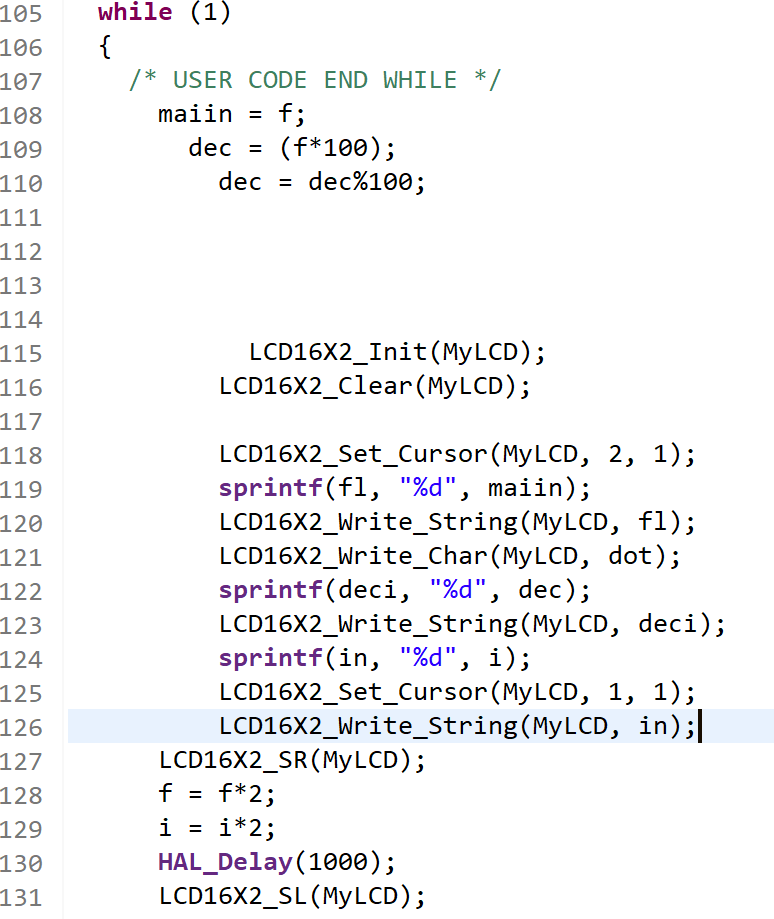 105 while (1)
106 {
107 /* USER CODE END WHILE */
108 maiin = f;
109 dec = (f*100);
110 dec = dec%100;
111
112
113
114
115 LCD16X2_Init(MyLCD);
116 LCD16X2_Clear(MyLCD);
117
118 LCD16X2_Set_Cursor(MyLCD, 2, 1);
119 sprintf(fl, "%d", maiin);
120 LCD16X2_Write_String(MyLCD, fl);
121 LCD16X2_Write_Char(MyLCD, dot);
122 sprintf(deci, "%d", dec);
123 LCD16X2_Write_String(MyLCD, deci);
124 sprintf(in, "%d", i);
125 LCD16X2_Set_Cursor(MyLCD, 1, 1);
126 LCD16X2_Write_String(MyLCD, in);
127 LCD16X2_SR(MyLCD);
128 f = f*2;
129 i = i*2;
130 HAL_Delay(1000);
131 LCD16X2_SL(MyLCD);